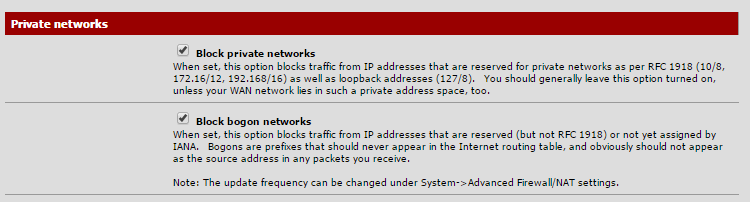 Private networks
Block private networks
When set, this option blocks traffic from IP addresses that are reserved for private networks as per RFC 1918 (10/8,
172.16/12, 192.168/16) as well as loopback addresses (127/8). You should generally leave this option turned on,
unless your WAN network lies in such a private address space, too.
Block bogon networks
When set, this option blocks traffic from IP addresses that are reserved (but not RFC 1918) or not yet assigned by
IANA. Bogons are prefixes that should never appear in the Internet routing table, and obviously should not appear
as the source address in any packets you receive.
Note: The update frequency can be changed under System->Advanced Firewall/NAT settings.